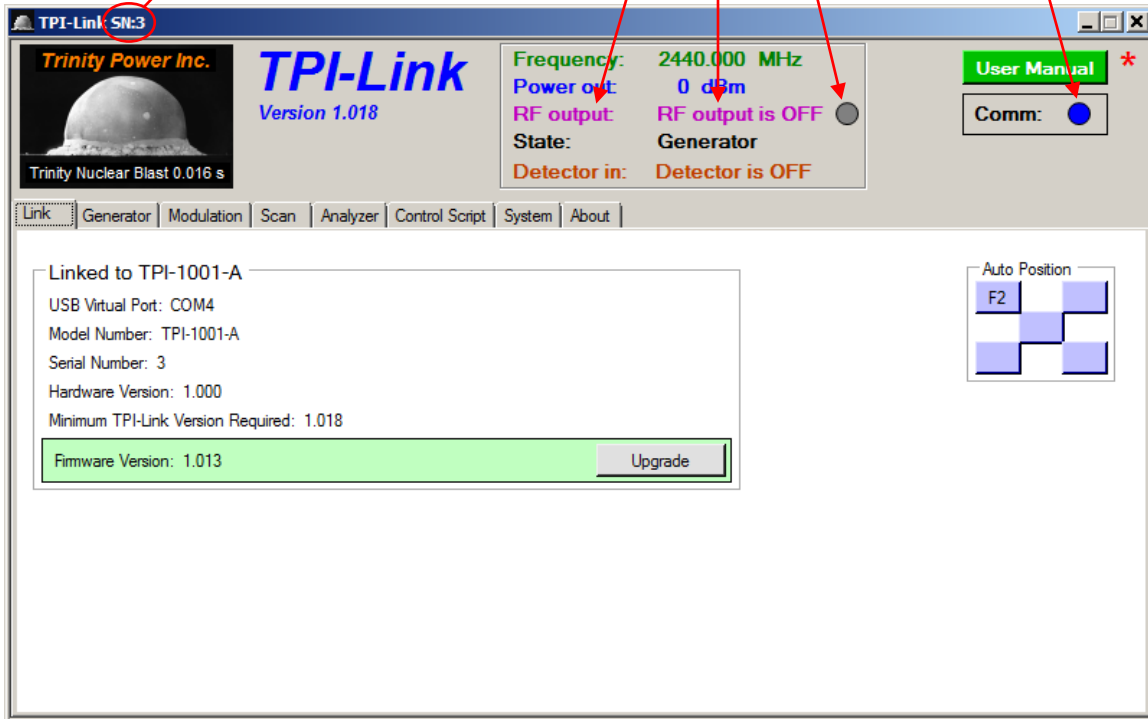 TPI-Link SN:3
Trinity Power Inc.
Trinity Nuclear Blast 0.016 s
TPI-Link
Version 1.018
Frequency: 2440.000 MHz
Power out: 0 dBm
RF output: RF output is OFF
State: Generator
Detector in: Detector is OFF
User Manual *
Comm:
Link Generator Modulation Scan Analyzer Control Script System About
Linked to TPI-1001-A
USB Virtual Port: COM4
Model Number: TPI-1001-A
Serial Number: 3
Hardware Version: 1.000
Minimum TPI-Link Version Required: 1.018
Firmware Version: 1.013 Upgrade
Auto Position
F2